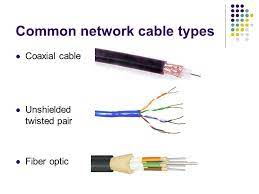 Common network cable types
Coaxial cable
Unshielded
twisted pair
Fiber optic